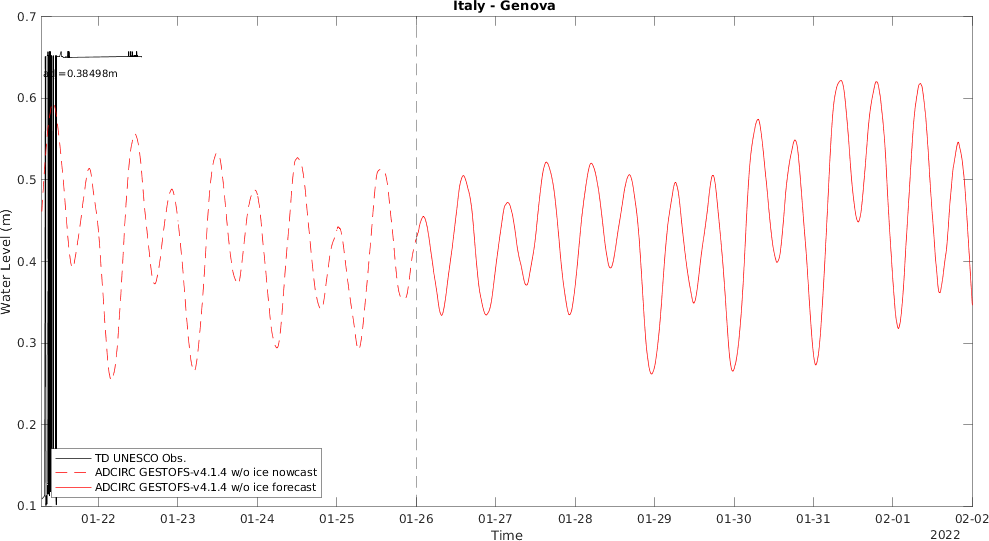 Italy - Genova
0.7
0.6
0.5
0.4
0.3
0.2
0.1
Water Level (m)
=0.38498m
TD UNESCO Obs.
ADCIRC GESTOFS-v4.1.4 w/o ice nowcast
ADCIRC GESTOFS-v4.1.4 w/o ice forecast
01-22 01-23 01-24 01-25 01-26 01-27 01-28 01-29 01-30 01-31 02-01 02-02
Time
2022